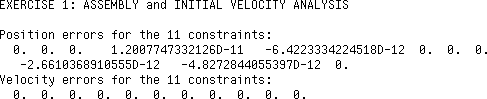 EXERCISE 1: ASSEMBLY and INITIAL VELOCITY ANALYSIS
Position errors for the 11 constraints:
0. 0. 0. 1.2007747332126D-11 -6.4223334224518D-12 0. 0. 0.
-2.6610368910555D-12 -4.8272844055397D-12 0.
Velocity errors for the 11 constraints:
0. 0. 0. 0. 0. 0. 0. 0. 0. 0. 0.